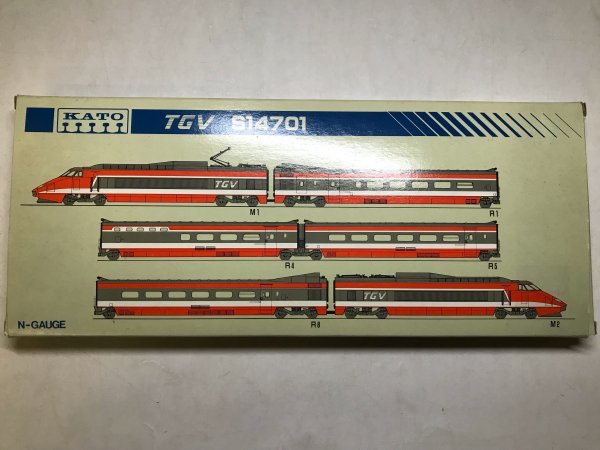 KATO TGV S14701
TGV
M1 R1
R4 R5
TGV
R8 M2
N-GAUGE